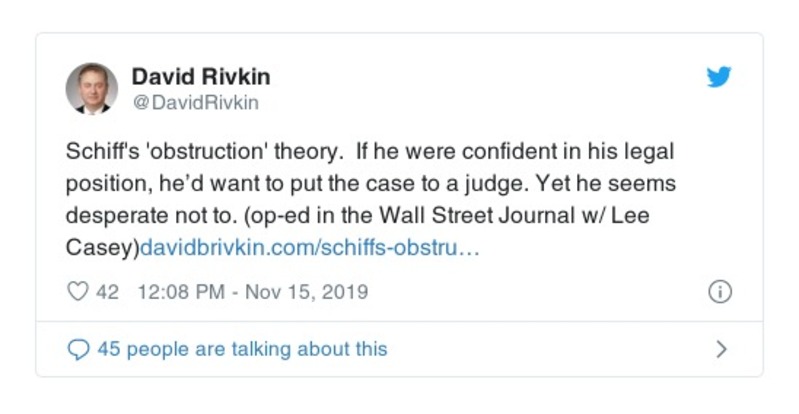 David Rivkin
@DavidRivkin
Schiff's 'obstruction' theory.  If he were confident in his legal
position, he’d want to put the case to a judge. Yet he seems
desperate not to. (op-ed in the Wall Street Journal w/ Lee
Casey)davidbrivkin.com/schiffs-obstru…
42 12:08 PM - Nov 15, 2019
45 people are talking about this